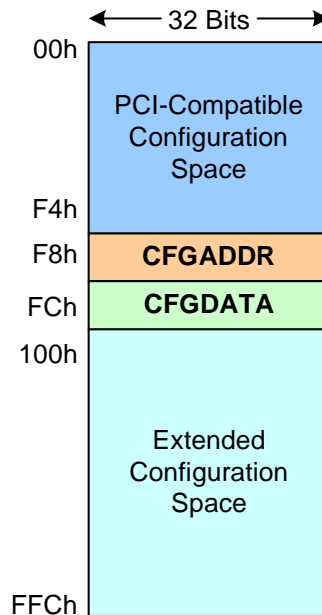 32 Bits
00h
PCI-Compatible
Configuration
Space
F4h
F8h
CFGADDR
FCh
CFGDATA
100h
Extended
Configuration
Space
FFCh